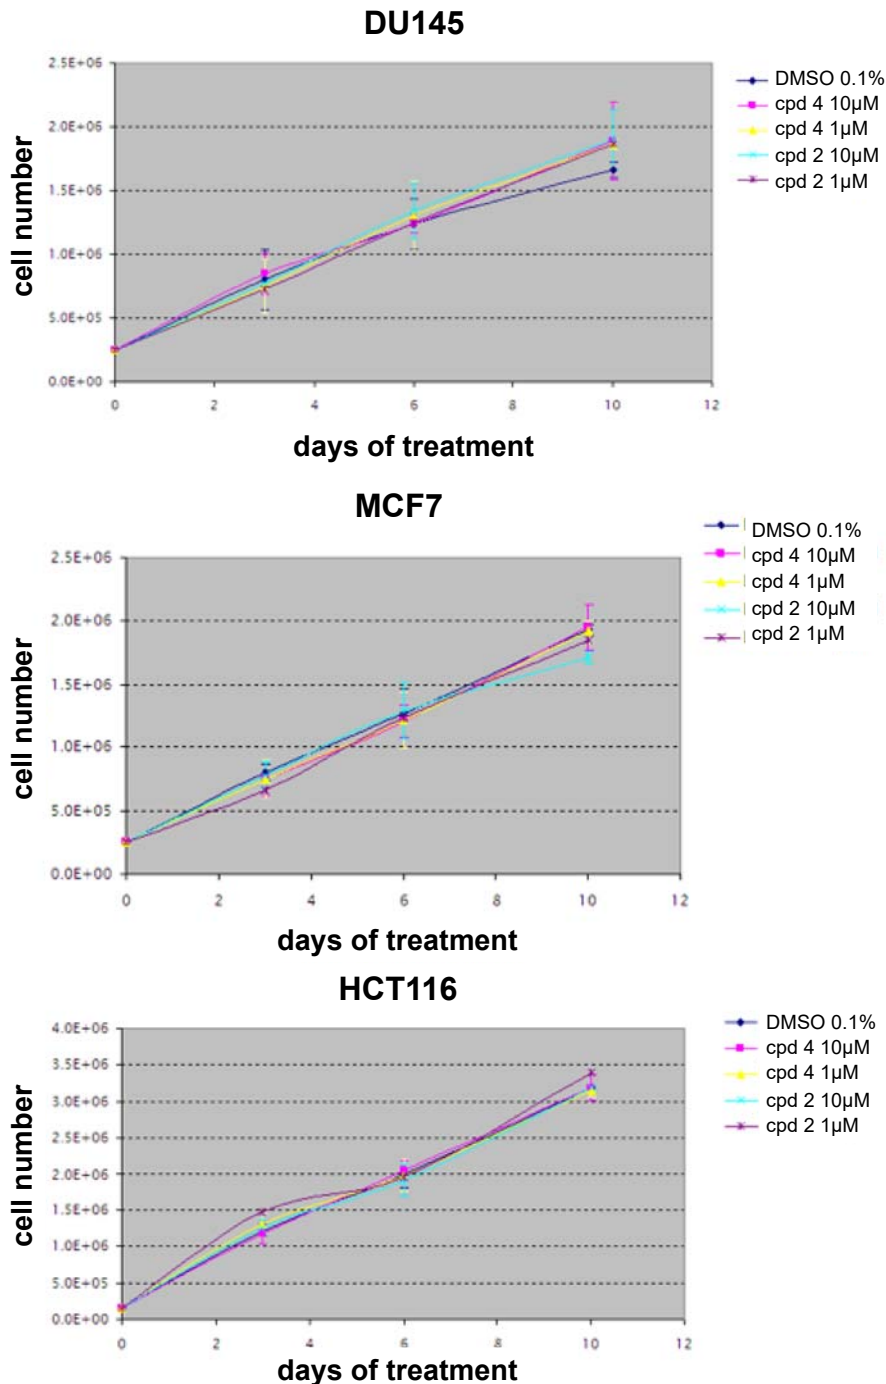 DU145
2.5E+06
2.0E+06
1.5E+06
1.0E+06
5.0E+05
0.0E+00
cell number
0 2 4 6 8 10 12
days of treatment
DMSO 0.1%
cpd 4 10µM
cpd 4 1µM
cpd 2 10µM
cpd 2 1µM
MCF7
2.5E+06
2.0E+06
1.5E+06
1.0E+06
5.0E+05
0.0E+00
cell number
0 2 4 6 8 10 12
days of treatment
DMSO 0.1%
cpd 4 10µM
cpd 4 1µM
cpd 2 10µM
cpd 2 1µM
HCT116
4.0E+06
3.5E+06
3.0E+06
2.5E+06
2.0E+06
1.5E+06
1.0E+06
5.0E+05
0.0E+00
cell number
0 2 4 6 8 10 12
days of treatment
DMSO 0.1%
cpd 4 10µM
cpd 4 1µM
cpd 2 10µM
cpd 2 1µM